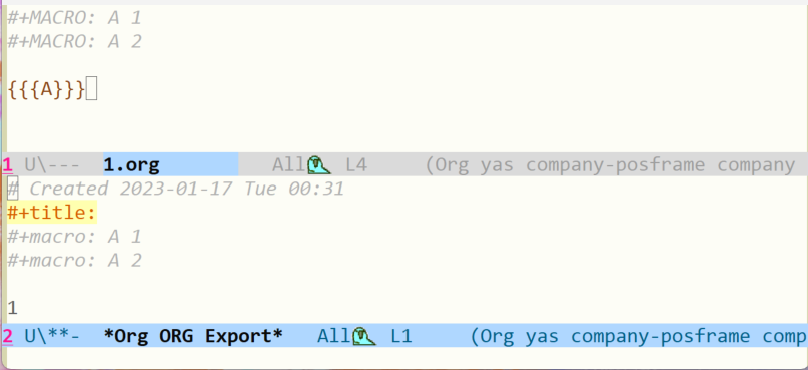 #+MACRO: A 1
#+MACRO: A 2
{{{A}}}
1 U\--- 1.org All L4 (Org yas company-posframe company
# Created 2023-01-17 Tue 00:31
#+title:
#+macro: A 1
#+macro: A 2
1
2 U\**- *Org ORG Export* All L1 (Org yas company-posframe comp